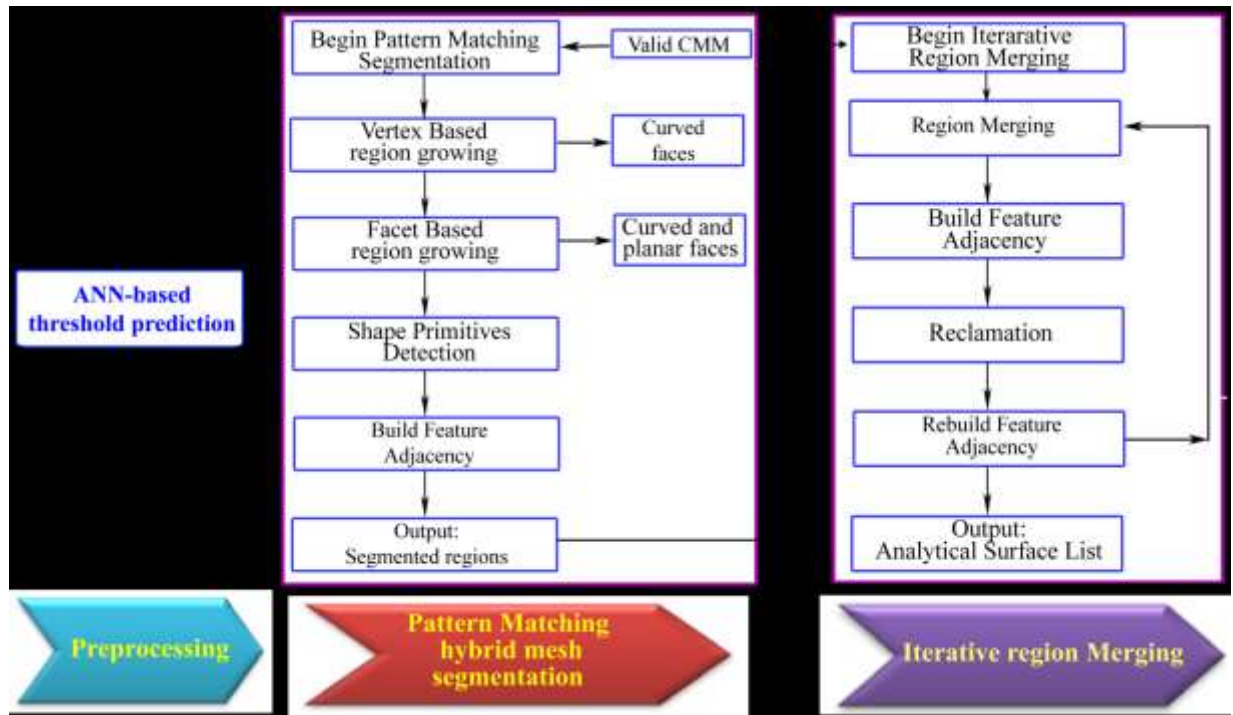 ANN-based
threshold prediction
Begin Pattern Matching
Segmentation
Valid CMM
Vertex Based
region growing
Curved
faces
Facet Based
region growing
Curved and
planar faces
Shape Primitives
Detection
Build Feature
Adjacency
Output:
Segmented regions
Begin Iterarative
Region Merging
Region Merging
Build Feature
Adjacency
Reclamation
Rebuild Feature
Adjacency
Output:
Analytical Surface List
Preprocessing
Pattern Matching
hybrid mesh
segmentation
Iterative region Merging